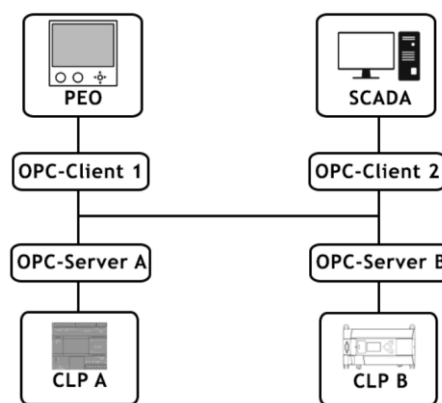 PEO
SCADA
OPC-Client 1
OPC-Client 2
OPC-Server A
OPC-Server B
CLP A
CLP B